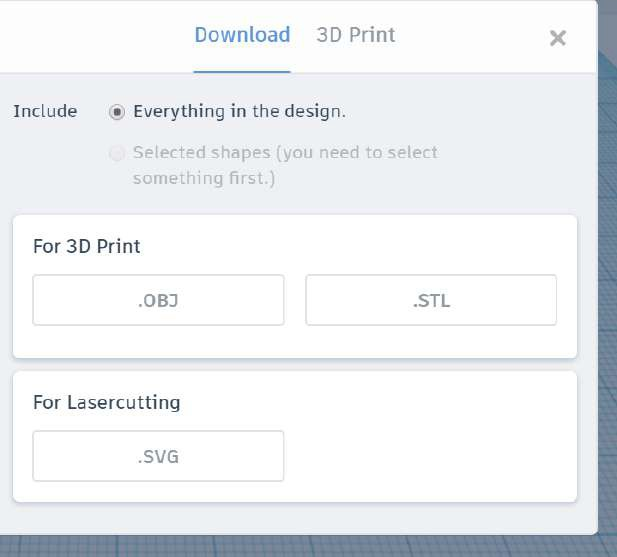 Download 3D Print
Include Everything in the design.
Selected shapes (you need to select
something first.)
For 3D Print
.OBJ .STL
For Lasercutting
.SVG